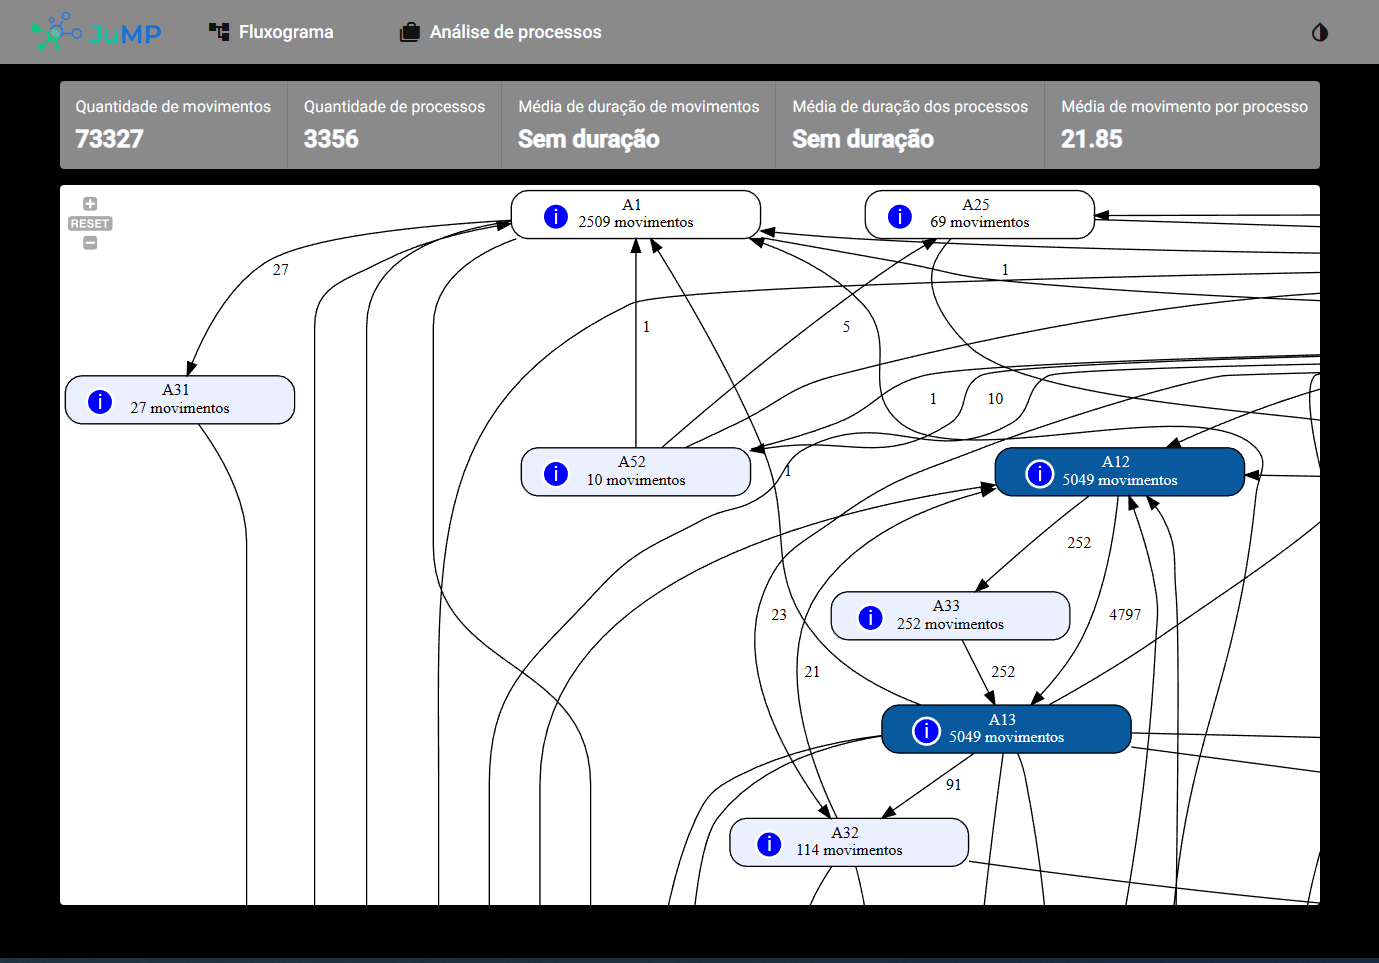 JuMP
Fluxograma
Análise de processos
Quantidade de movimentos
73327
Quantidade de processos
3356
Média de duração de movimentos
Sem duração
Média de duração dos processos
Sem duração
Média de movimento por processo
21.85
+
RESET
−
i
A1
2509 movimentos
i
A25
69 movimentos
27
1
1
5
i
A31
27 movimentos
1
10
i
A52
10 movimentos
1
i
A12
5049 movimentos
252
i
A33
252 movimentos
23
4797
21
252
i
A13
5049 movimentos
91
i
A32
114 movimentos